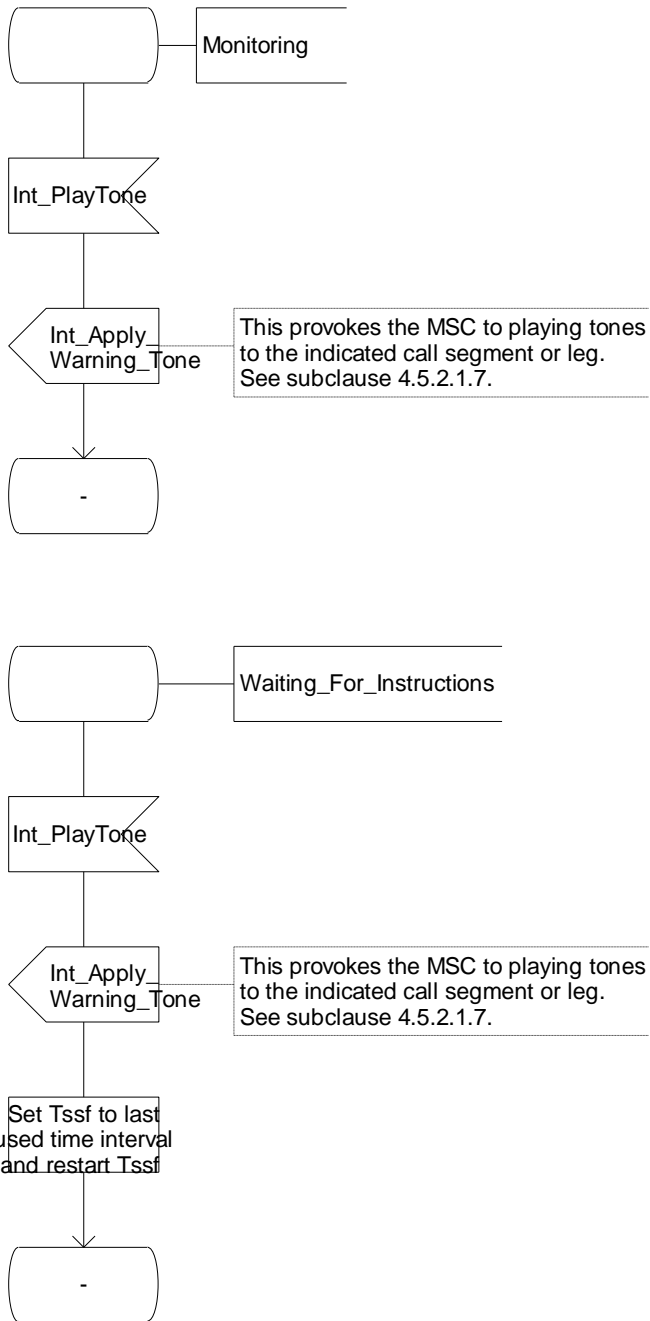 Monitoring
Int_PlayTone
Int_Apply_
Warning_Tone
This provokes the MSC to playing tones
to the indicated call segment or leg.
See subclause 4.5.2.1.7.
-
Waiting_For_Instructions
Int_PlayTone
Int_Apply_
Warning_Tone
This provokes the MSC to playing tones
to the indicated call segment or leg.
See subclause 4.5.2.1.7.
Set Tssf to last
used time interval
and restart Tssf
-